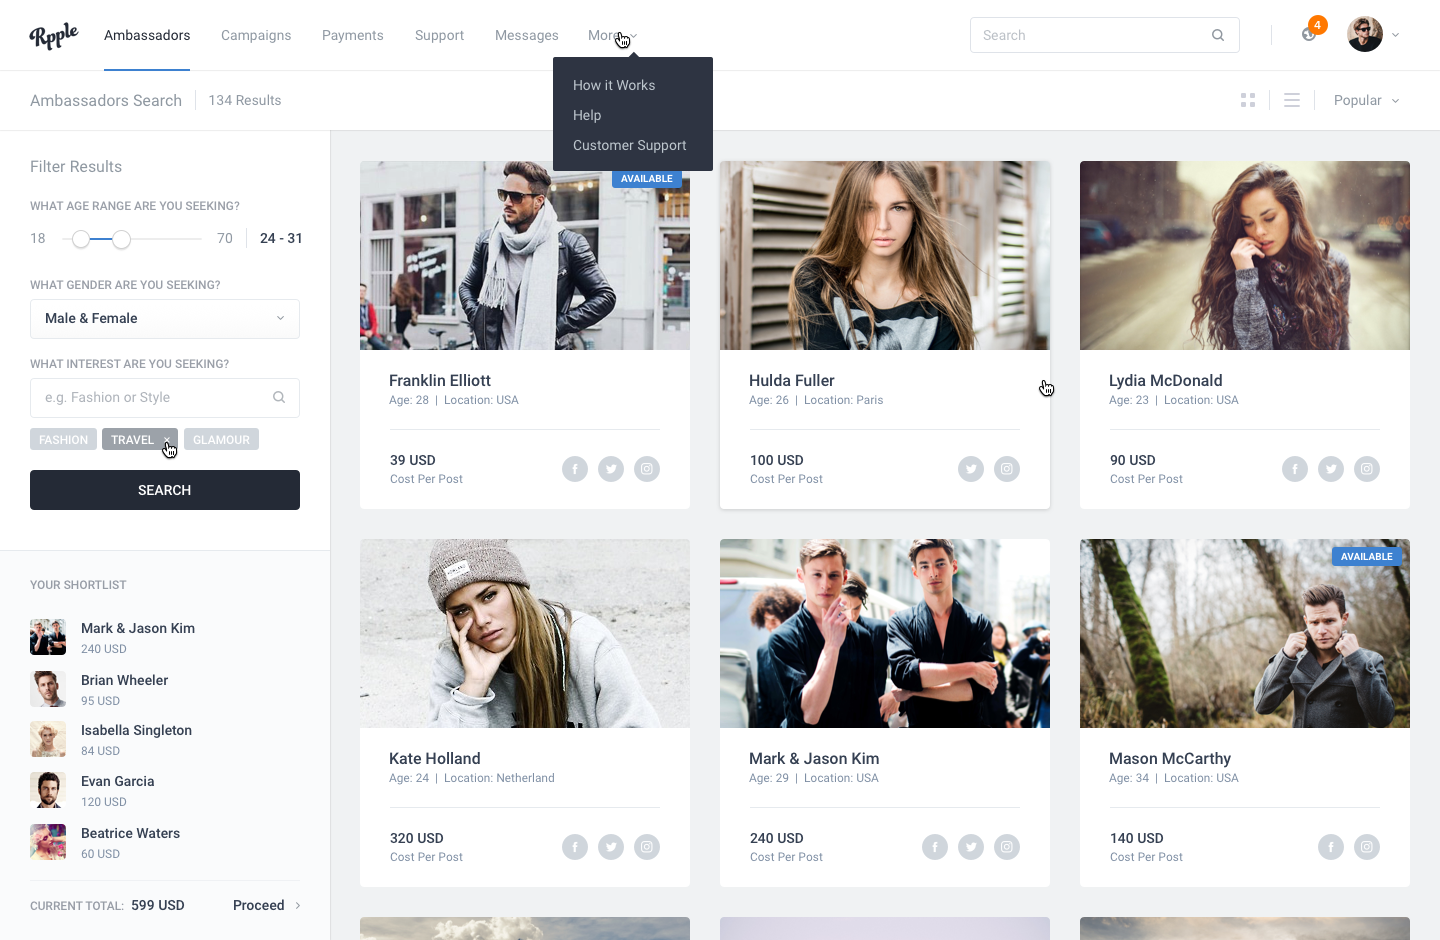 Rpple
Ambassadors
Campaigns
Payments
Support
Messages
More
Search
4
How it Works
Help
Customer Support
Ambassadors Search
134 Results
Popular
Filter Results
WHAT AGE RANGE ARE YOU SEEKING?
18
70
24 - 31
WHAT GENDER ARE YOU SEEKING?
Male & Female
WHAT INTEREST ARE YOU SEEKING?
e.g. Fashion or Style
FASHION
TRAVEL
GLAMOUR
SEARCH
YOUR SHORTLIST
Mark & Jason Kim
240 USD
Brian Wheeler
95 USD
Isabella Singleton
84 USD
Evan Garcia
120 USD
Beatrice Waters
60 USD
CURRENT TOTAL: 599 USD
Proceed
AVAILABLE
Franklin Elliott
Age: 28 | Location: USA
39 USD
Cost Per Post
Hulda Fuller
Age: 26 | Location: Paris
100 USD
Cost Per Post
Lydia McDonald
Age: 23 | Location: USA
90 USD
Cost Per Post
Kate Holland
Age: 24 | Location: Netherland
320 USD
Cost Per Post
Mark & Jason Kim
Age: 29 | Location: USA
240 USD
Cost Per Post
AVAILABLE
Mason McCarthy
Age: 34 | Location: USA
140 USD
Cost Per Post